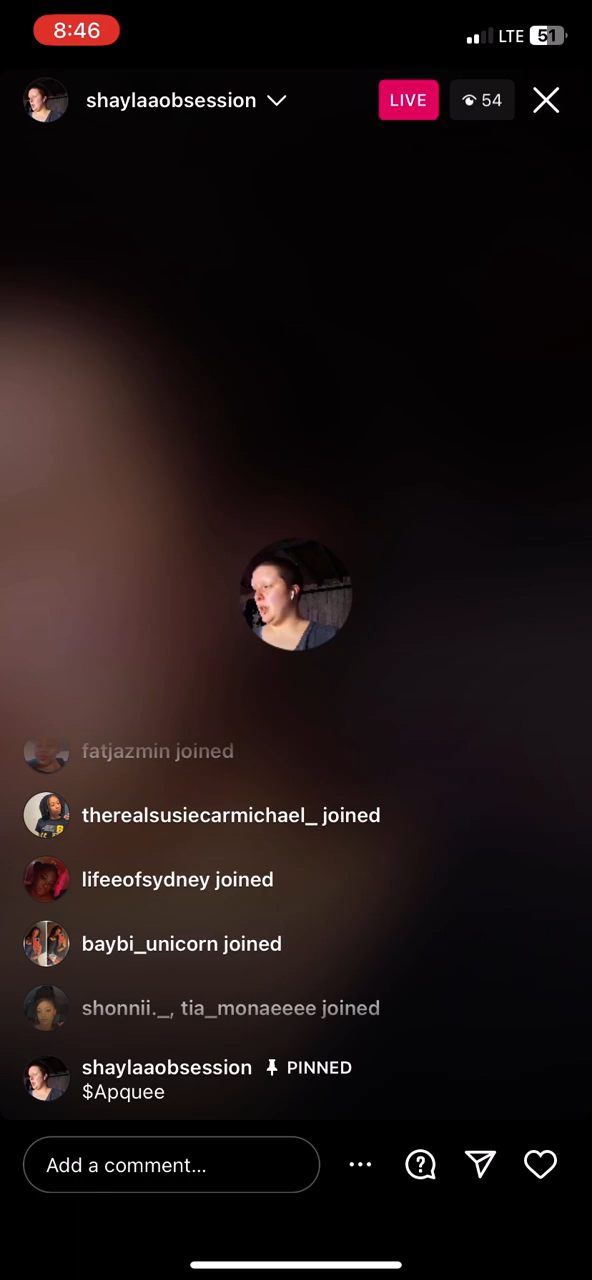 8:46
LTE 51
shaylaaobsession
LIVE
54
fatjazmin joined
therealsusiecarmichael_ joined
lifeeofsydney joined
baybi_unicorn joined
shonnii._, tia_monaeeee joined
shaylaaobsession PINNED
$Apquee
Add a comment...